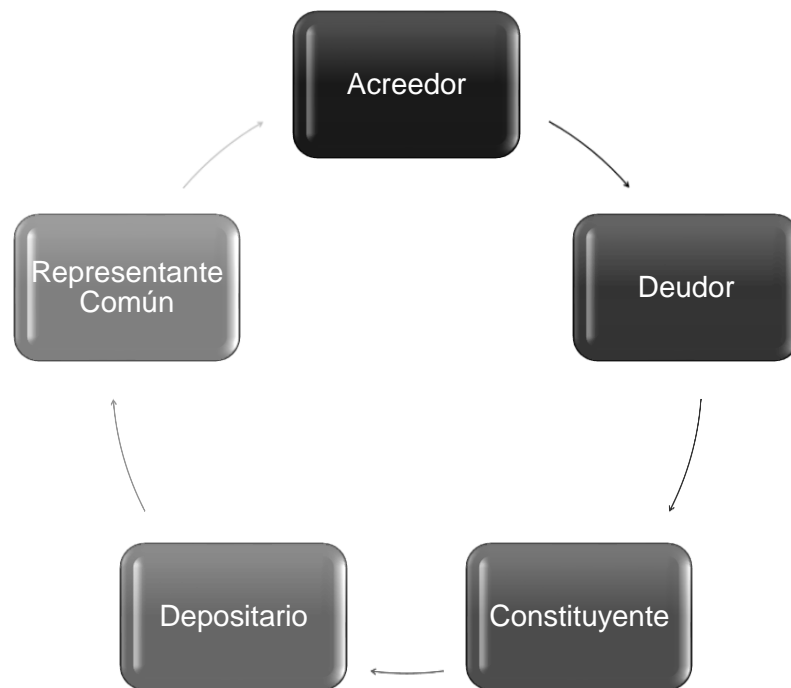 Acreedor
Deudor
Constituyente
Depositario
Representante
Común